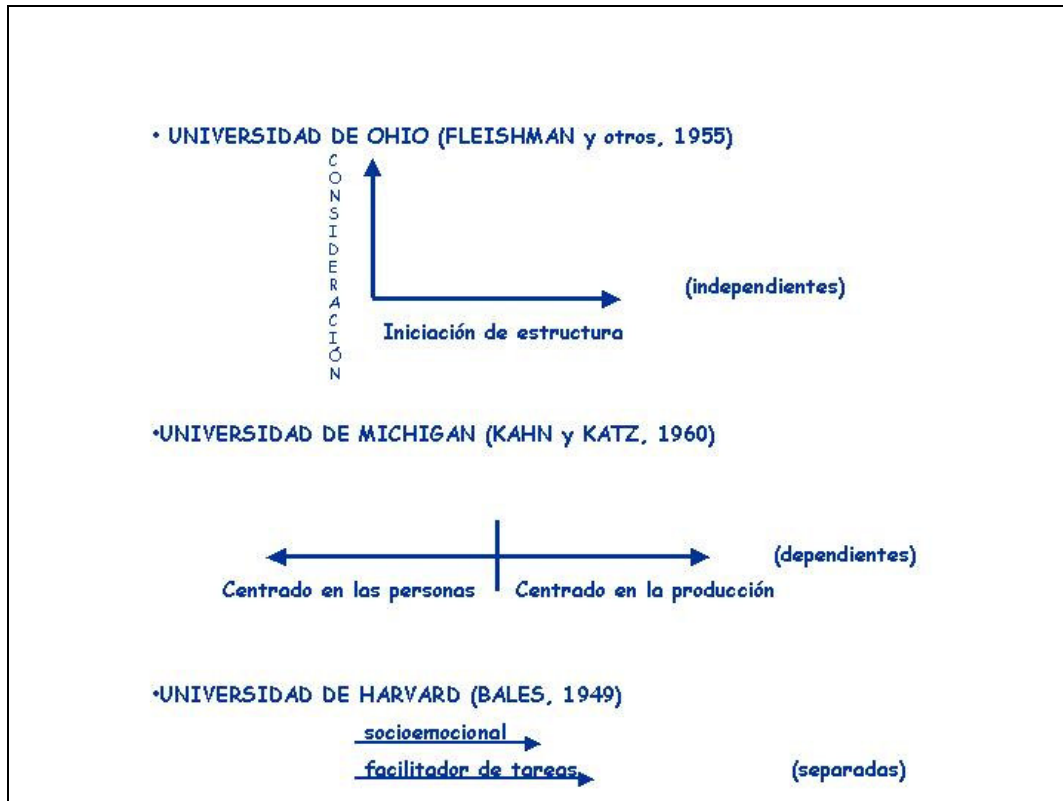 • UNIVERSIDAD DE OHIO (FLEISHMAN y otros, 1955)
CONSIDERACIÓN
(independientes)
Iniciación de estructura
•UNIVERSIDAD DE MICHIGAN (KAHN y KATZ, 1960)
(dependientes)
Centrado en las personas Centrado en la producción
•UNIVERSIDAD DE HARVARD (BALES, 1949)
socioemocional
facilitador de tareas (separadas)